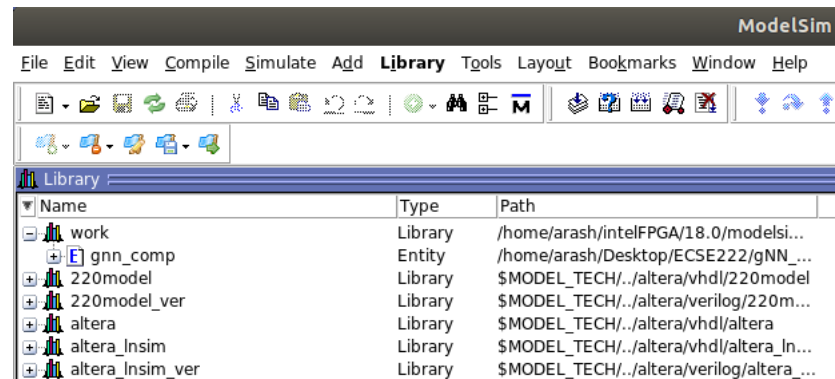 ModelSim
File Edit View Compile Simulate Add Library Tools Layout Bookmarks Window Help
Library
Name Type Path
work Library /home/arash/intelFPGA/18.0/modelsi...
gnn_comp Entity /home/arash/Desktop/ECSE222/gNN_...
220model Library $MODEL_TECH/../altera/vhdl/220model
220model_ver Library $MODEL_TECH/../altera/verilog/220m...
altera Library $MODEL_TECH/../altera/vhdl/altera
altera_lnsim Library $MODEL_TECH/../altera/vhdl/altera_ln...
altera_lnsim_ver Library $MODEL_TECH/../altera/verilog/altera_...